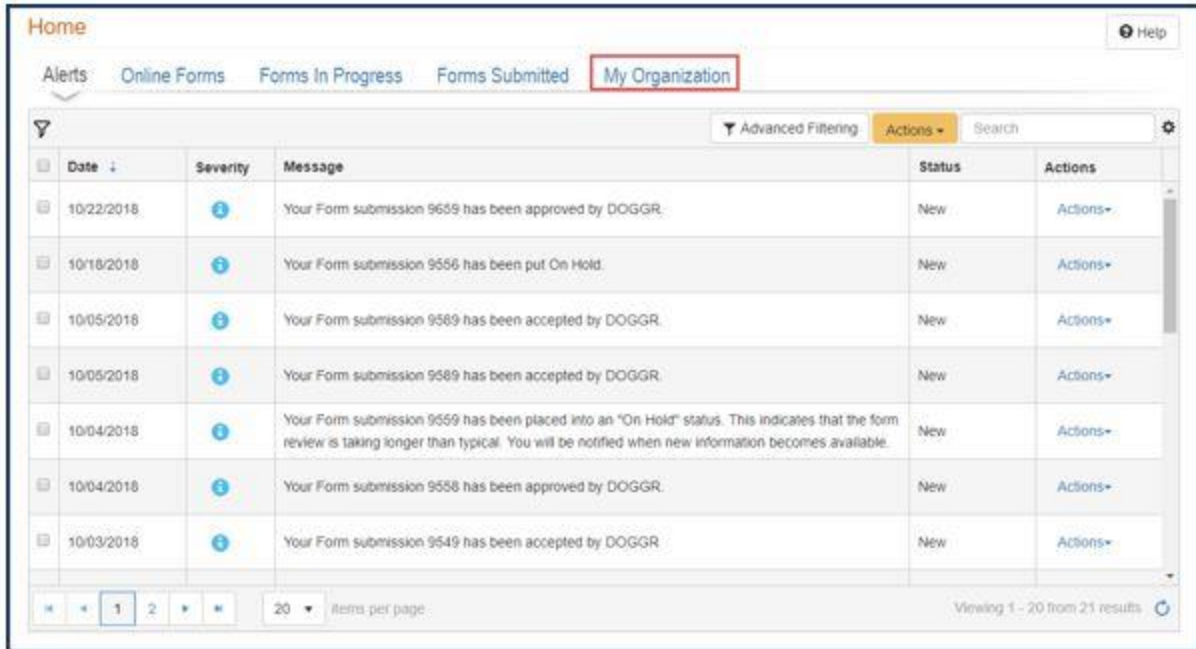 Home
Help
Alerts Online Forms Forms In Progress Forms Submitted My Organization
Advanced Filtering Actions Search
Date Severity Message Status Actions
10/22/2018 Your Form submission 9659 has been approved by DOGGR. New Actions
10/18/2018 Your Form submission 9556 has been put On Hold. New Actions
10/05/2018 Your Form submission 9589 has been accepted by DOGGR. New Actions
10/05/2018 Your Form submission 9589 has been accepted by DOGGR. New Actions
10/04/2018 Your Form submission 9559 has been placed into an "On Hold" status. This indicates that the form
review is taking longer than typical. You will be notified when new information becomes available. New Actions
10/04/2018 Your Form submission 9558 has been approved by DOGGR. New Actions
10/03/2018 Your Form submission 9549 has been accepted by DOGGR New Actions
1 2 20 items per page Viewing 1 - 20 from 21 results